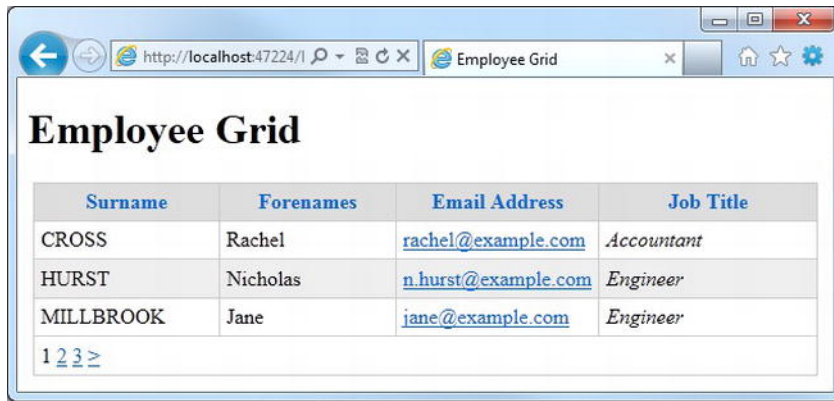 http://localhost:47224/l
Employee Grid
Employee Grid
Surname Forenames Email Address Job Title
CROSS Rachel rachel@example.com Accountant
HURST Nicholas n.hurst@example.com Engineer
MILLBROOK Jane jane@example.com Engineer
1 2 3 >